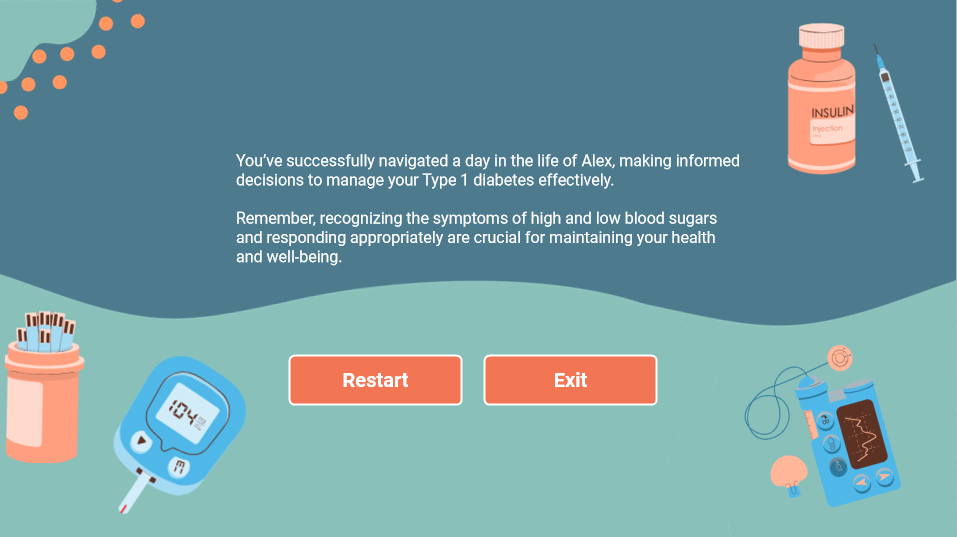 INSULIN
Injection
You've successfully navigated a day in the life of Alex, making informed
decisions to manage your Type 1 diabetes effectively.
Remember, recognizing the symptoms of high and low blood sugars
and responding appropriately are crucial for maintaining your health
and well-being.
104
M
Restart
Exit